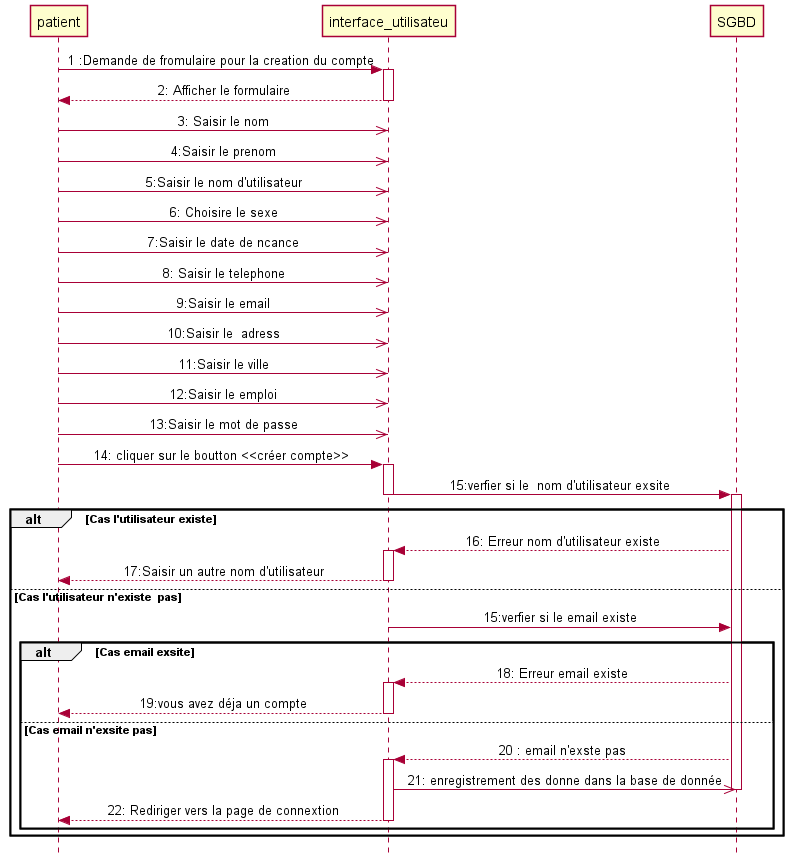 patient
interface_utilisateu
SGBD
1 :Demande de fromulaire pour la creation du compte
2: Afficher le formulaire
3: Saisir le nom
4:Saisir le prenom
5:Saisir le nom d'utilisateur
6: Choisire le sexe
7:Saisir le date de ncance
8: Saisir le telephone
9:Saisir le email
10:Saisir le  adress
11:Saisir le ville
12:Saisir le emploi
13:Saisir le mot de passe
14: cliquer sur le boutton <<créer compte>>
15:verfier si le  nom d'utilisateur exsite
alt [Cas l'utilisateur existe]
16: Erreur nom d'utilisateur existe
17:Saisir un autre nom d'utilisateur
[Cas l'utilisateur n'existe  pas]
15:verfier si le email existe
alt [Cas email exsite]
18: Erreur email existe
19:vous avez déja un compte
[Cas email n'exsite pas]
20 : email n'exste pas
21: enregistrement des donne dans la base de donnée
22: Rediriger vers la page de connextion